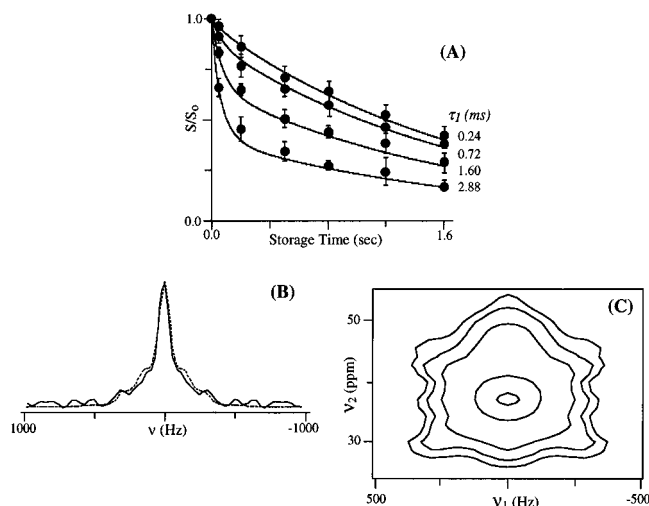 (A)
1.0
S/So
0.0
0.0
Storage Time (sec)
1.6
τ1 (ms)
0.24
0.72
1.60
2.88
(B)
1000
ν (Hz)
-1000
(C)
50
ν2 (ppm)
30
500
ν1 (Hz)
-500